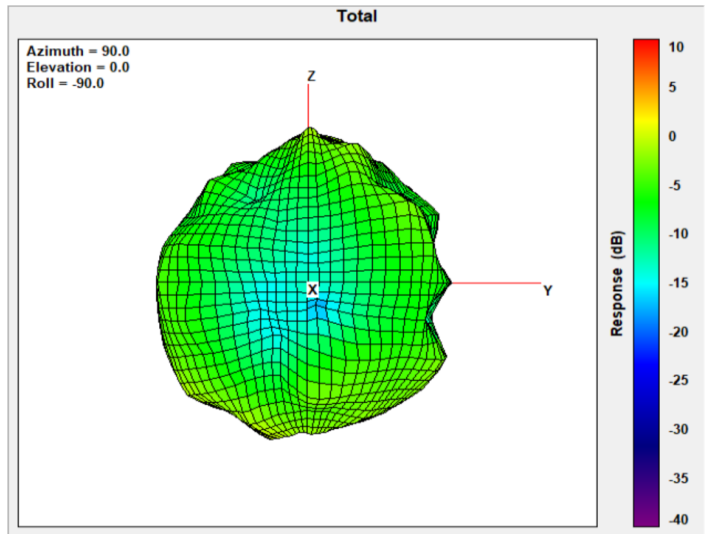 Total
Azimuth = 90.0
Elevation = 0.0
Roll = -90.0
Z
X
Y
Response (dB)
10
5
0
-5
-10
-15
-20
-25
-30
-35
-40